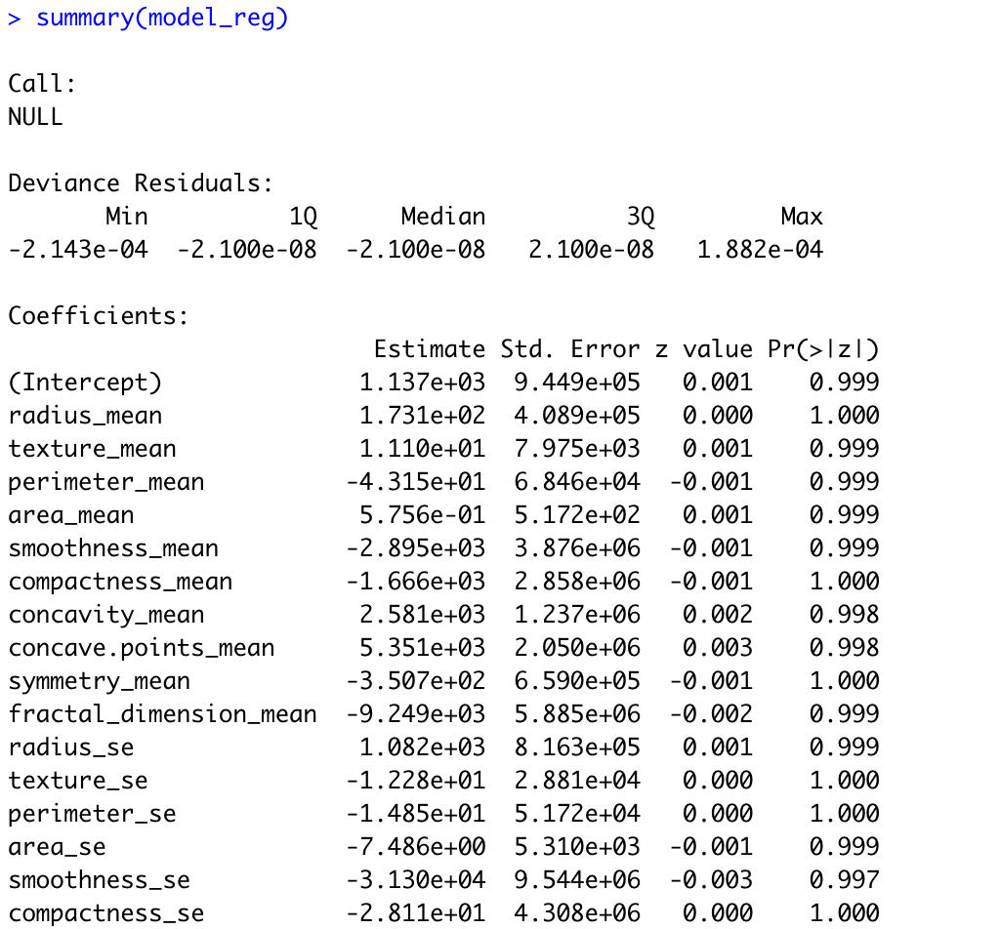 > summary(model_reg)
Call:
NULL
Deviance Residuals:
Min 1Q Median 3Q Max
-2.143e-04 -2.100e-08 -2.100e-08 2.100e-08 1.882e-04
Coefficients:
Estimate Std. Error z value Pr(>|z|)
(Intercept) 1.137e+03 9.449e+05 0.001 0.999
radius_mean 1.731e+02 4.089e+05 0.000 1.000
texture_mean 1.110e+01 7.975e+03 0.001 0.999
perimeter_mean -4.315e+01 6.846e+04 -0.001 0.999
area_mean 5.756e-01 5.172e+02 0.001 0.999
smoothness_mean -2.895e+03 3.876e+06 -0.001 0.999
compactness_mean -1.666e+03 2.858e+06 -0.001 1.000
concavity_mean 2.581e+03 1.237e+06 0.002 0.998
concave.points_mean 5.351e+03 2.050e+06 0.003 0.998
symmetry_mean -3.507e+02 6.590e+05 -0.001 1.000
fractal_dimension_mean -9.249e+03 5.885e+06 -0.002 0.999
radius_se 1.082e+03 8.163e+05 0.001 0.999
texture_se -1.228e+01 2.881e+04 0.000 1.000
perimeter_se -1.485e+01 5.172e+04 0.000 1.000
area_se -7.486e+00 5.310e+03 -0.001 0.999
smoothness_se -3.130e+04 9.544e+06 -0.003 0.997
compactness_se -2.811e+01 4.308e+06 0.000 1.000